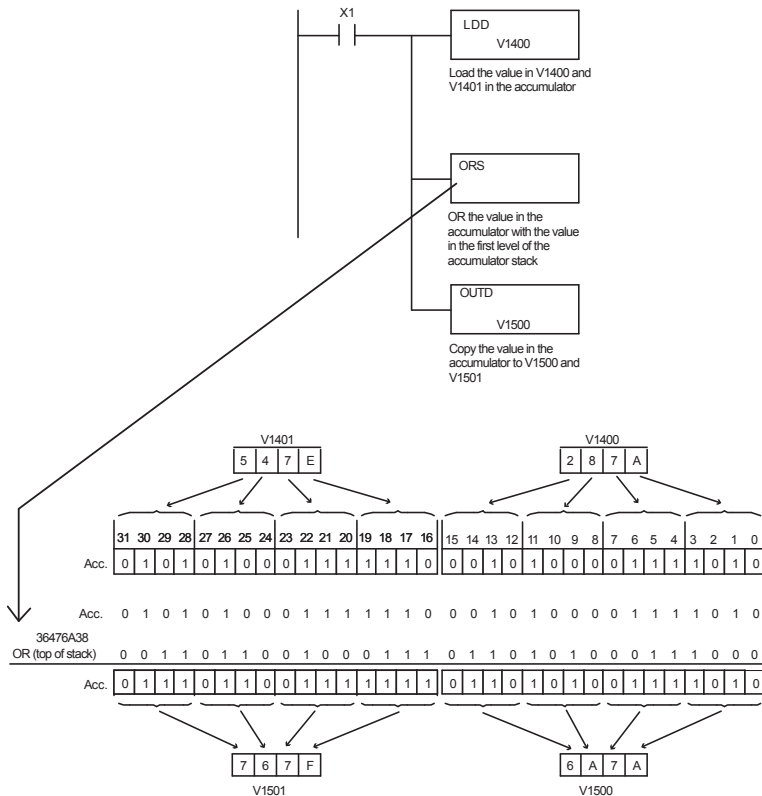 X1
LDD
V1400
Load the value in V1400 and
V1401 in the accumulator
ORS
OR the value in the
accumulator with the value
in the first level of the
accumulator stack
OUTD
V1500
Copy the value in the
accumulator to V1500 and
V1501
V1401 V1400
5 4 7 E 2 8 7 A
31 30 29 28 27 26 25 24 23 22 21 20 19 18 17 16 15 14 13 12 11 10 9 8 7 6 5 4 3 2 1 0
Acc. 0 1 0 1 0 1 0 0 0 1 1 1 1 1 1 0 0 0 1 0 1 0 0 0 0 1 1 1 1 0 1 0
Acc. 0 1 0 1 0 1 0 0 0 1 1 1 1 1 1 0 0 0 1 0 1 0 0 0 0 1 1 1 1 0 1 0
36476A38
OR (top of stack) 0 0 1 1 0 1 1 0 0 1 0 0 0 1 1 1 0 1 1 0 1 0 1 0 0 0 1 1 1 0 0 0
Acc. 0 1 1 1 0 1 1 0 0 1 1 1 1 1 1 1 0 1 1 0 1 0 1 0 0 1 1 1 1 0 1 0
7 6 7 F 6 A 7 A
V1501 V1500